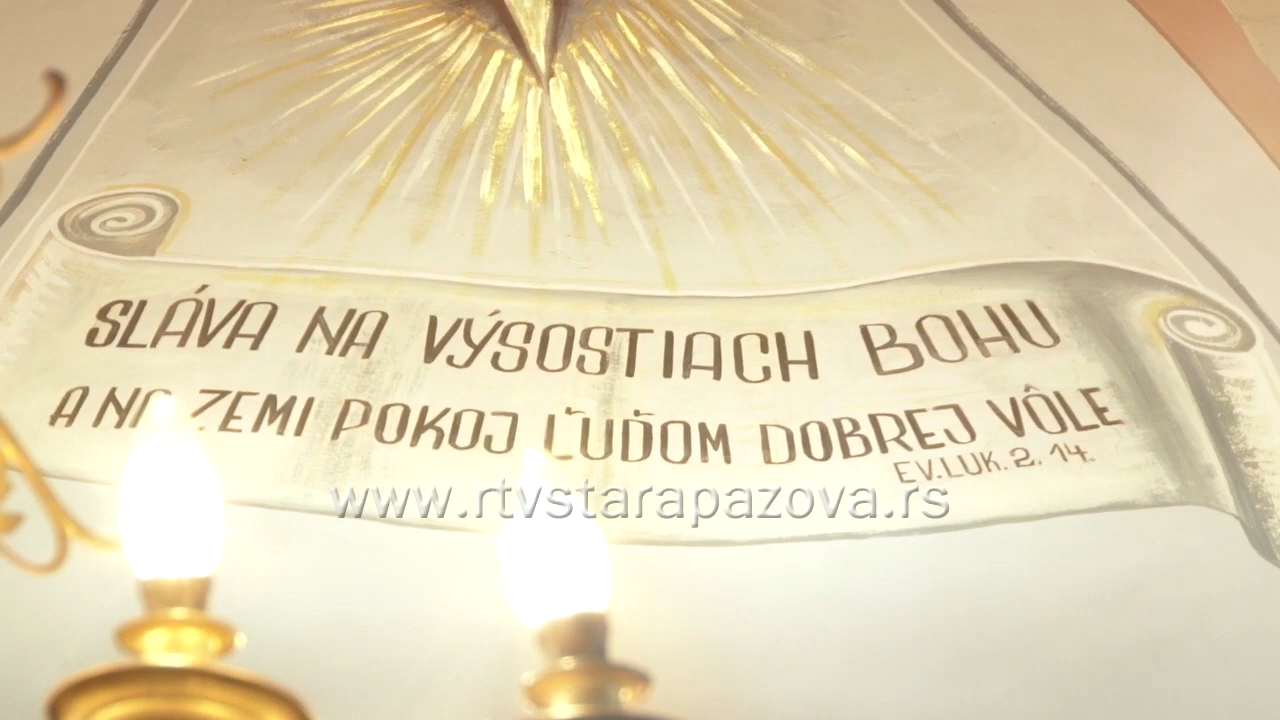 SLÁVA NA VÝSOSTIACH BOHU
A NA ZEMI POKOJ ĽUĎOM DOBREJ VÔLE
EV. LUK. 2. 14.
www.rtvstarapazova.rs